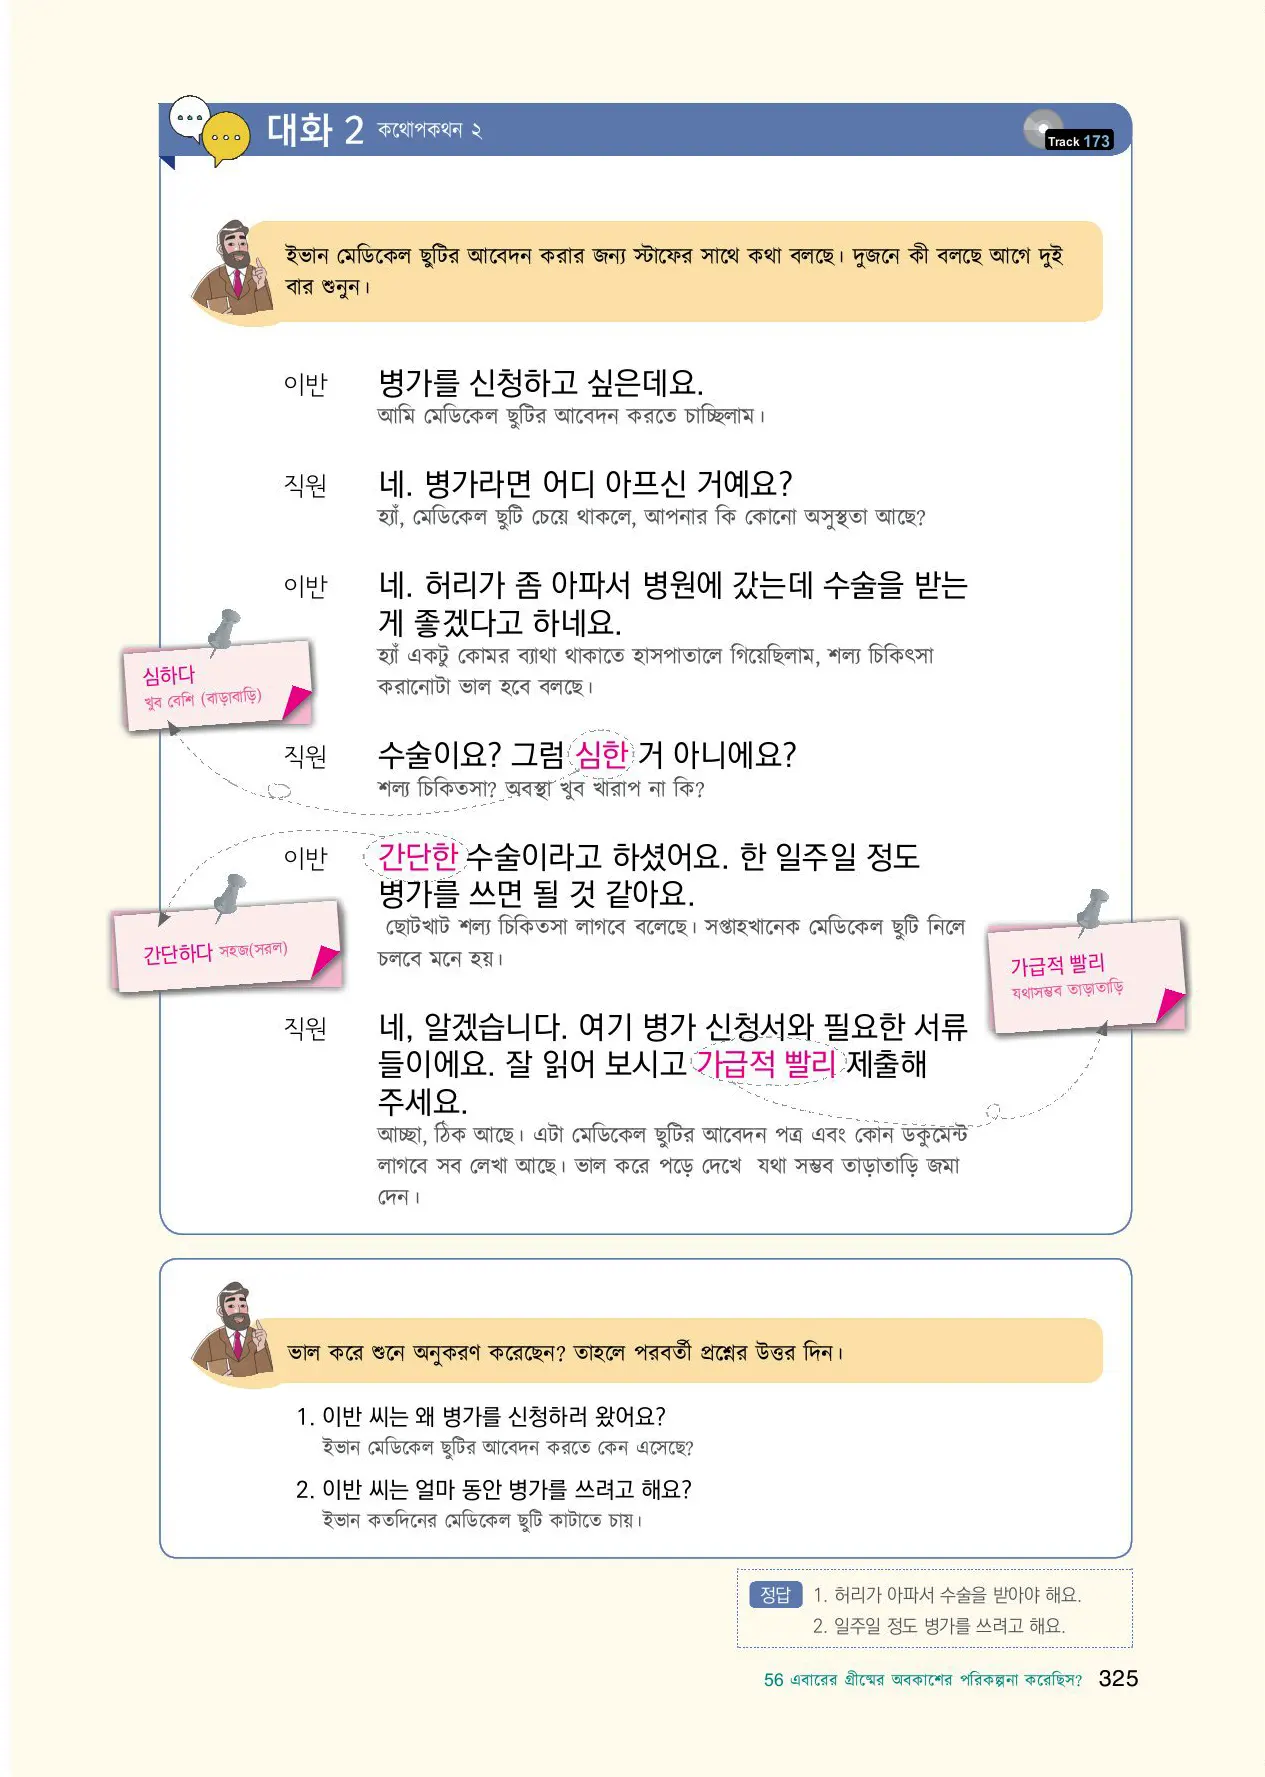 대화 2 কথোপকথন ২
Track 173
ইভান মেডিকেল ছুটির আবেদন করার জন্য স্টাফের সাথে কথা বলছে। দুজনে কী বলছে আগে দুই
বার শুনুন।
이반 병가를 신청하고 싶은데요.
আমি মেডিকেল ছুটির আবেদন করতে চাচ্ছিলাম।
직원 네. 병가라면 어디 아프신 거예요?
হ্যাঁ, মেডিকেল ছুটি চেয়ে থাকলে, আপনার কি কোনো অসুস্থতা আছে?
이반 네. 허리가 좀 아파서 병원에 갔는데 수술을 받는
게 좋겠다고 하네요.
হ্যাঁ একটু কোমর ব্যাথা থাকাতে হাসপাতালে গিয়েছিলাম, শল্য চিকিৎসা
করানোটা ভাল হবে বলছে।
심하다
খুব বেশি (বাড়াবাড়ি)
직원 수술이요? 그럼 심한 거 아니에요?
শল্য চিকিতসা? অবস্থা খুব খারাপ না কি?
이반 간단한 수술이라고 하셨어요. 한 일주일 정도
병가를 쓰면 될 것 같아요.
ছোটখাট শল্য চিকিতসা লাগবে বলেছে। সপ্তাহখানেক মেডিকেল ছুটি নিলে
চলবে মনে হয়।
간단하다 সহজ(সরল)
가급적 빨리
যথাসম্ভব তাড়াতাড়ি
직원 네, 알겠습니다. 여기 병가 신청서와 필요한 서류
들이에요. 잘 읽어 보시고 가급적 빨리 제출해
주세요.
আচ্ছা, ঠিক আছে। এটা মেডিকেল ছুটির আবেদন পত্র এবং কোন ডকুমেন্ট
লাগবে সব লেখা আছে। ভাল করে পড়ে দেখে যথা সম্ভব তাড়াতাড়ি জমা
দেন।
ভাল করে শুনে অনুকরণ করেছেন? তাহলে পরবর্তী প্রশ্নের উত্তর দিন।
1. 이반 씨는 왜 병가를 신청하러 왔어요?
ইভান মেডিকেল ছুটির আবেদন করতে কেন এসেছে?
2. 이반 씨는 얼마 동안 병가를 쓰려고 해요?
ইভান কতদিনের মেডিকেল ছুটি কাটাতে চায়।
정답 1. 허리가 아파서 수술을 받아야 해요.
2. 일주일 정도 병가를 쓰려고 해요.
56 এবারের গ্রীষ্মের অবকাশের পরিকল্পনা করেছিস? 325